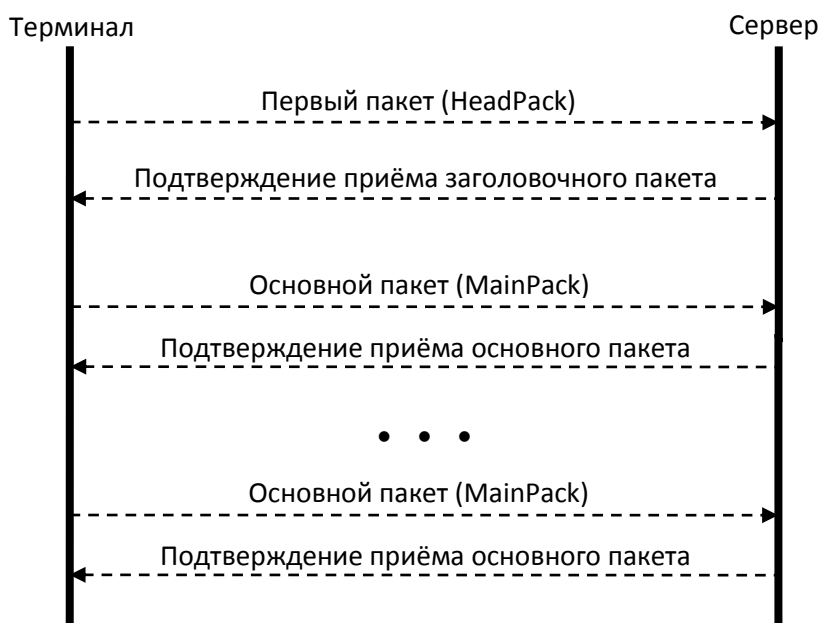 Терминал
Сервер
Первый пакет (HeadPack)
Подтверждение приёма заголовочного пакета
Основной пакет (MainPack)
Подтверждение приёма основного пакета
• • •
Основной пакет (MainPack)
Подтверждение приёма основного пакета